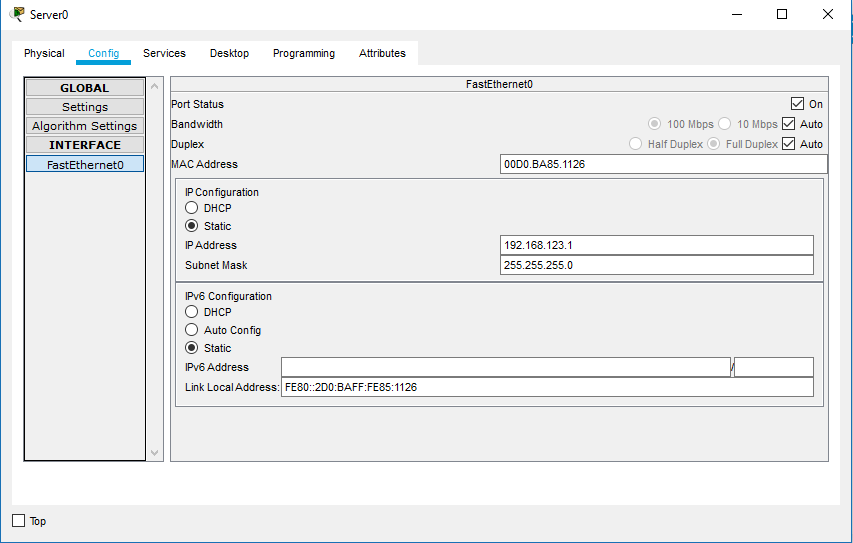 Server0
Physical Config Services Desktop Programming Attributes
GLOBAL
Settings
Algorithm Settings
INTERFACE
FastEthernet0
FastEthernet0
Port Status On
Bandwidth 100 Mbps 10 Mbps Auto
Duplex Half Duplex Full Duplex Auto
MAC Address 00D0.BA85.1126
IP Configuration
DHCP
Static
IP Address 192.168.123.1
Subnet Mask 255.255.255.0
IPv6 Configuration
DHCP
Auto Config
Static
IPv6 Address /
Link Local Address: FE80::2D0:BAFF:FE85:1126
Top